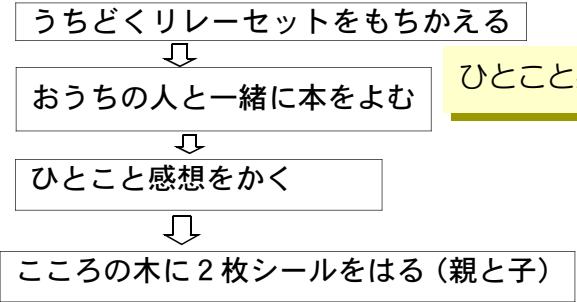 うちどくリレーセットをもちかえる
おうちの人と一緒に本をよむ
ひとこと
ひとこと感想をかく
こころの木に２枚シールをはる（親と子）